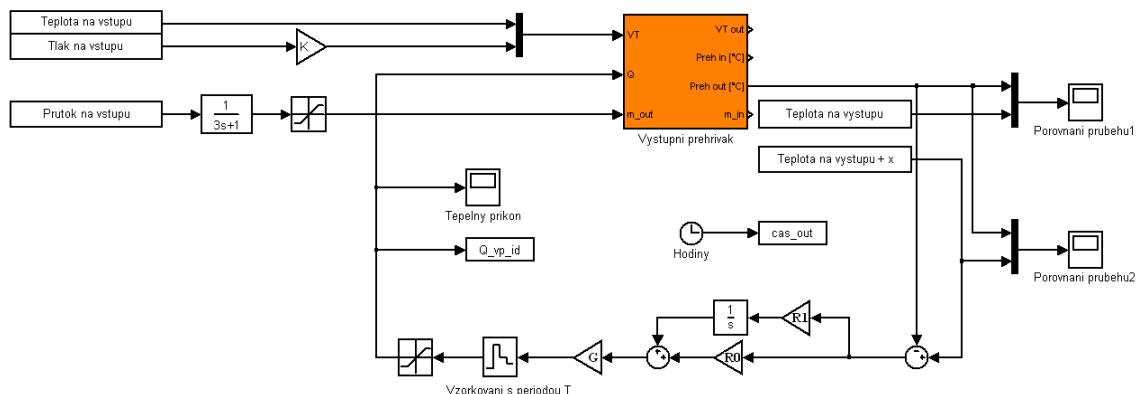 Teplota na vstupu
Tlak na vstupu
K
VT
VT out
Preh in [°C]
Q
Preh out [°C]
m_out
m_in
Vystupni prehrivak
Prutok na vstupu
1
3s+1
Teplota na vystupu
Porovnani prubehu1
Teplota na vystupu + x
Tepelny prikon
Q_vp_id
Hodiny
cas_out
Porovnani prubehu2
1
s
R1
R0
G
Vzorkovani s periodou T